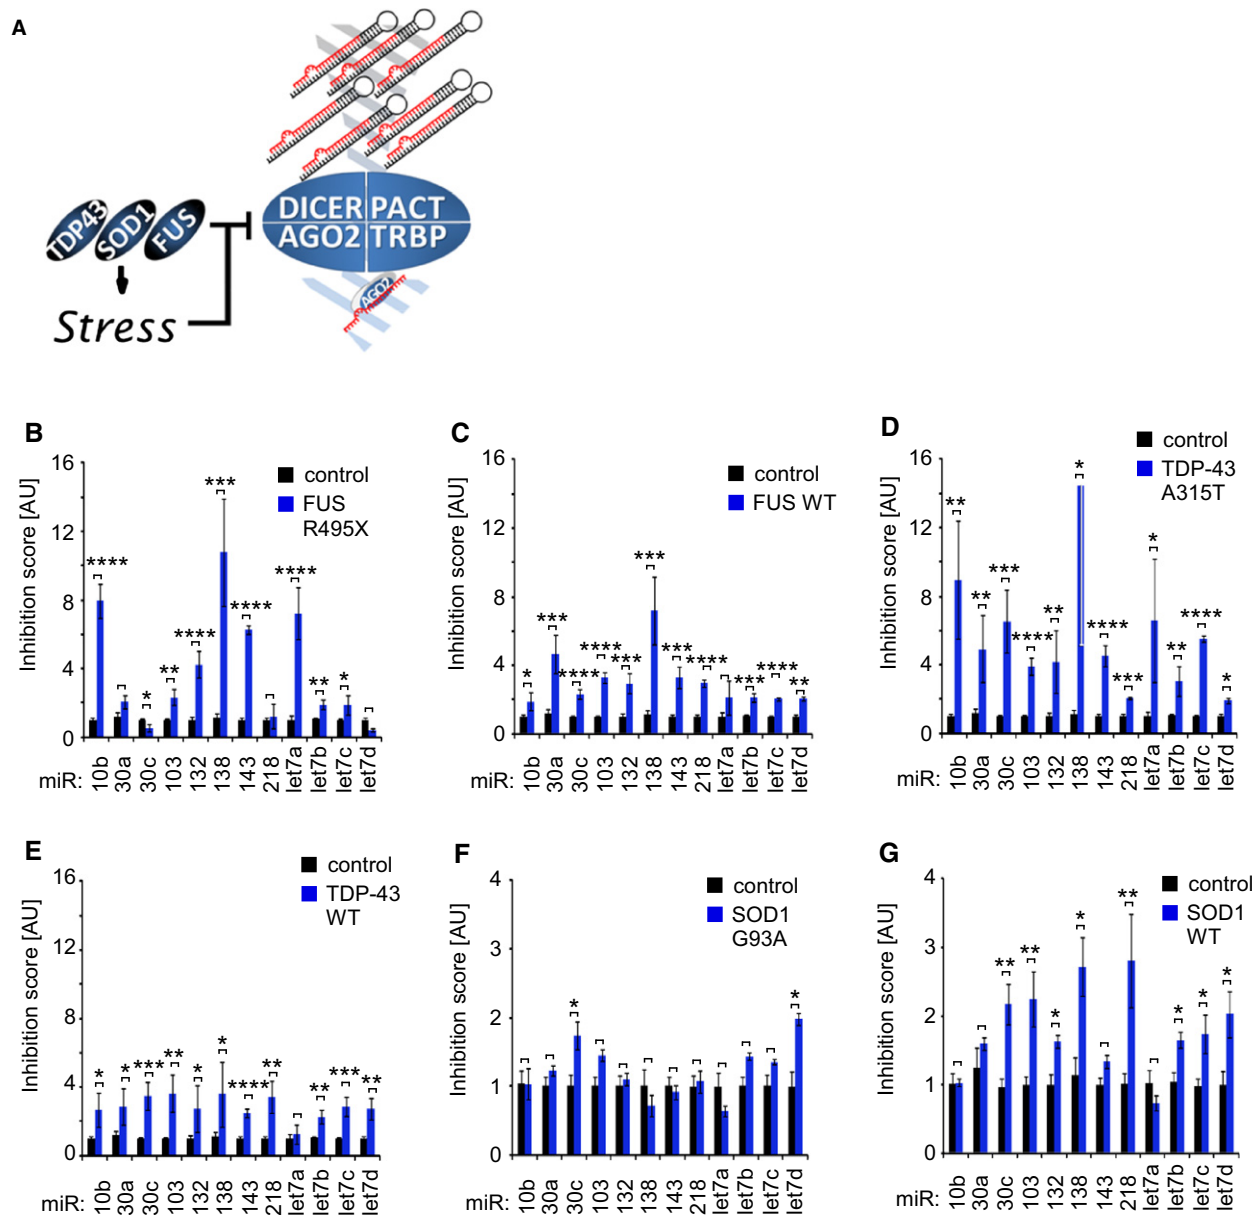 A
TDP43
SOD1
FUS
DICER PACT
AGO2 TRBP
AGO2
Stress
B
Inhibition score [AU]
16
12
8
4
0
control
FUS
R495X
****
*
**
****
***
****
****
**
*
miR: 10b 30a 30c 103 132 138 143 218 let7a let7b let7c let7d
C
Inhibition score [AU]
16
12
8
4
0
control
FUS WT
*
***
****
****
***
***
***
****
***
****
**
miR: 10b 30a 30c 103 132 138 143 218 let7a let7b let7c let7d
D
Inhibition score [AU]
16
12
8
4
0
control
TDP-43
A315T
**
**
***
****
**
*
****
***
*
**
****
*
miR: 10b 30a 30c 103 132 138 143 218 let7a let7b let7c let7d
E
Inhibition score [AU]
16
12
8
4
0
control
TDP-43
WT
*
*
***
**
*
*
****
**
**
***
**
miR: 10b 30a 30c 103 132 138 143 218 let7a let7b let7c let7d
F
Inhibition score [AU]
4
2
1
0
control
SOD1
G93A
*
*
miR: 10b 30a 30c 103 132 138 143 218 let7a let7b let7c let7d
G
Inhibition score [AU]
4
3
2
1
0
control
SOD1
WT
**
**
*
*
**
*
*
*
miR: 10b 30a 30c 103 132 138 143 218 let7a let7b let7c let7d